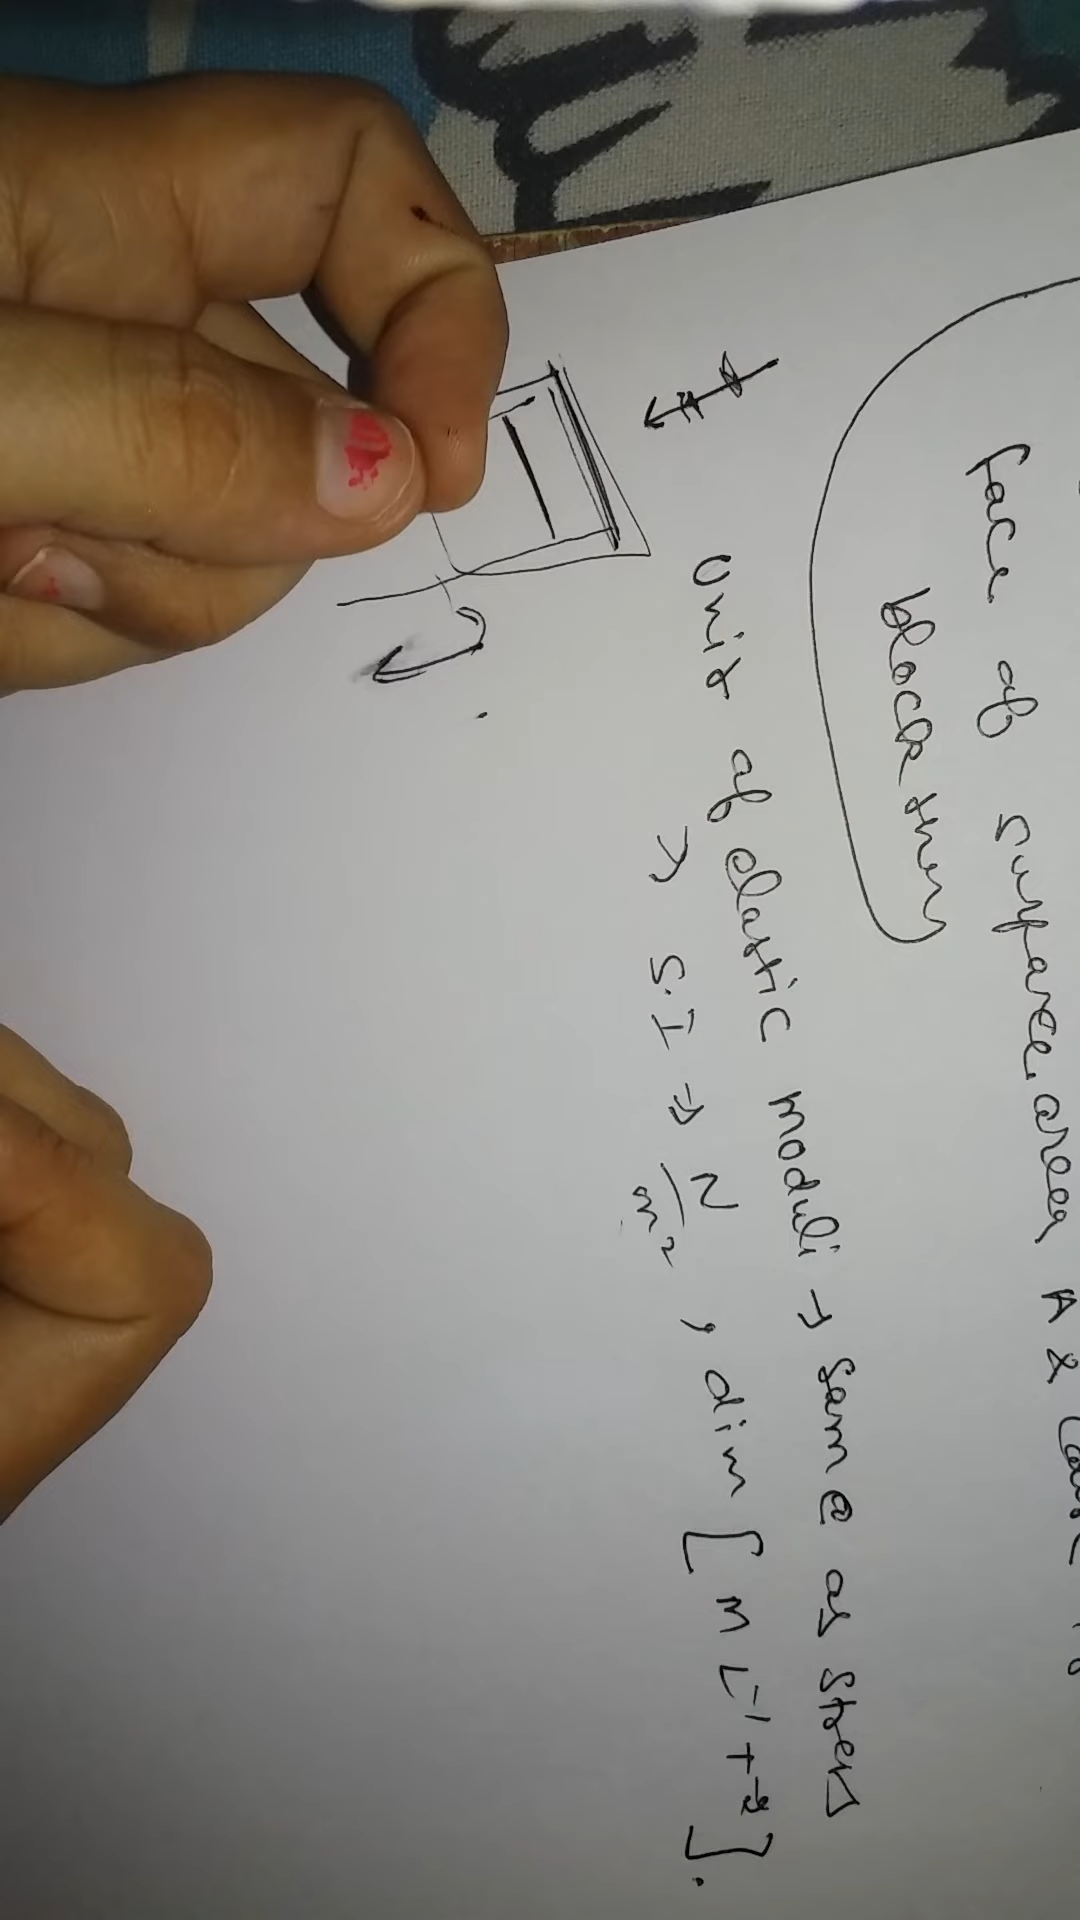 face of surface area A &
block then
Unit of elastic moduli → same as stress
→ S.I → N/m², dim [M L⁻¹ T⁻²].